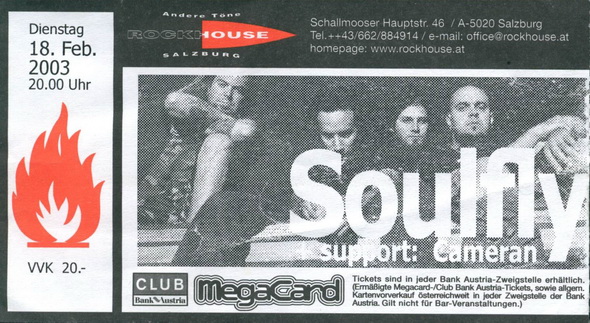 Dienstag
18. Feb.
2003
20.00 Uhr
VVK 20.-
Andere Töne
ROCKHOUSE
SALZBURG
Schallmooser Hauptstr. 46 / A-5020 Salzburg
Tel.++43/662/884914 / e-mail: office@rockhouse.at
homepage: www.rockhouse.at
Soulfly
+ support: Cameran
CLUB
Bank Austria
MegaCard
Tickets sind in jeder Bank Austria-Zweigstelle erhältlich.
(Ermäßigte Megacard-/Club Bank Austria-Tickets, sowie allgem.
Kartenvorverkauf österreichweit in jeder Zweigstelle der Bank
Austria. Gilt nicht für Bar-Veranstaltungen.)